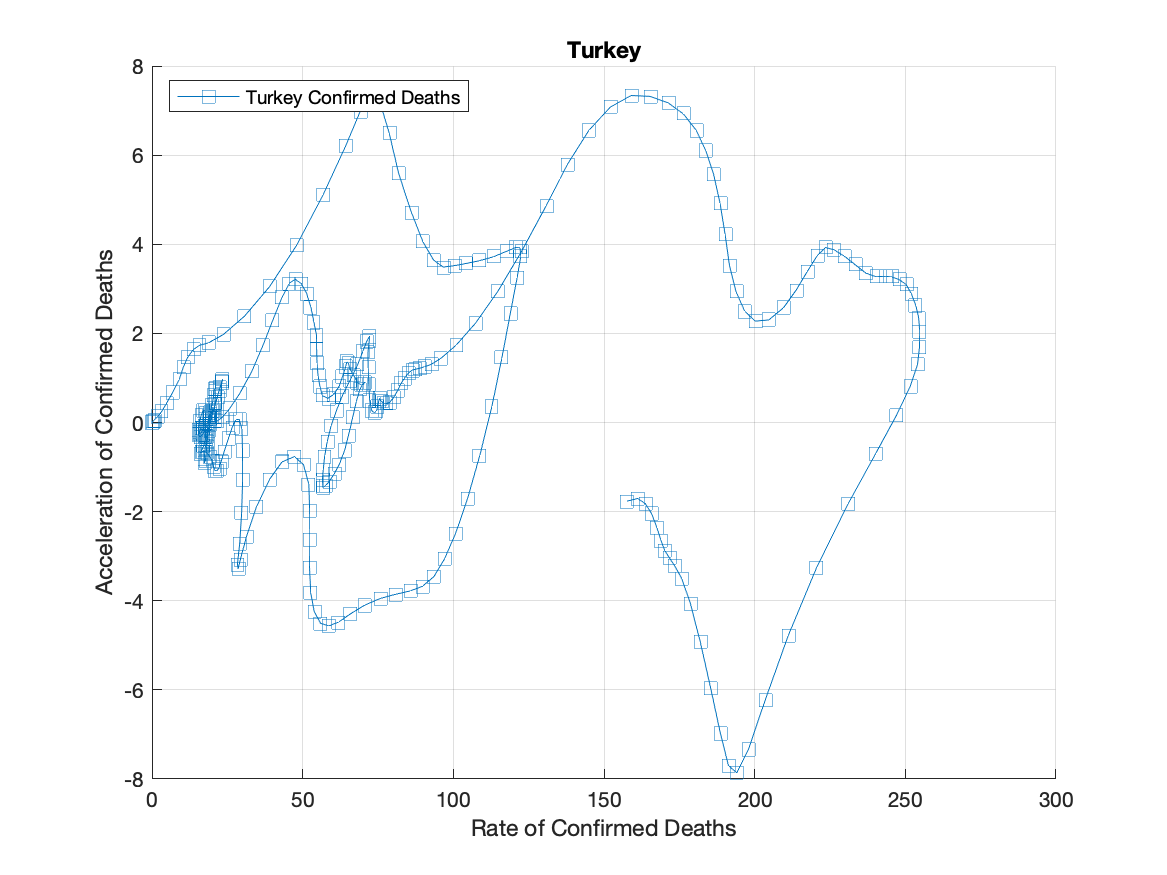 Turkey
8
Turkey Confirmed Deaths
6
4
2
0
-2
-4
-6
-8
Acceleration of Confirmed Deaths
0 50 100 150 200 250 300
Rate of Confirmed Deaths